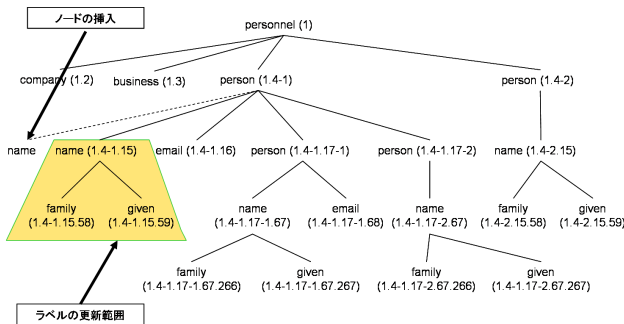 ノードの挿入
personnel (1)
company (1.2)
business (1.3)
person (1.4-1)
person (1.4-2)
name
name (1.4-1.15)
email (1.4-1.16)
person (1.4-1.17-1)
person (1.4-1.17-2)
name (1.4-2.15)
family
(1.4-1.15.58)
given
(1.4-1.15.59)
name
(1.4-1.17-1.67)
email
(1.4-1.17-1.68)
name
(1.4-1.17-2.67)
family
(1.4-2.15.58)
given
(1.4-2.15.59)
family
(1.4-1.17-1.67.266)
given
(1.4-1.17-1.67.267)
family
(1.4-1.17-2.67.266)
given
(1.4-1.17-2.67.267)
ラベルの更新範囲